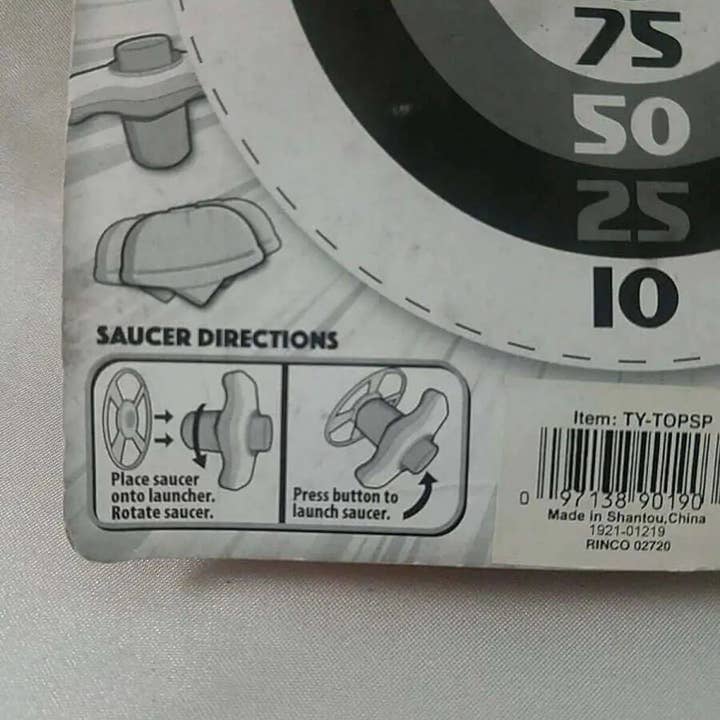 75
50
25
10
SAUCER DIRECTIONS
Place saucer
onto launcher.
Rotate saucer.
Press button to
launch saucer.
Item: TY-TOPSP
0 97138 90190
Made in Shantou,China
1921-01219
RINCO 02720